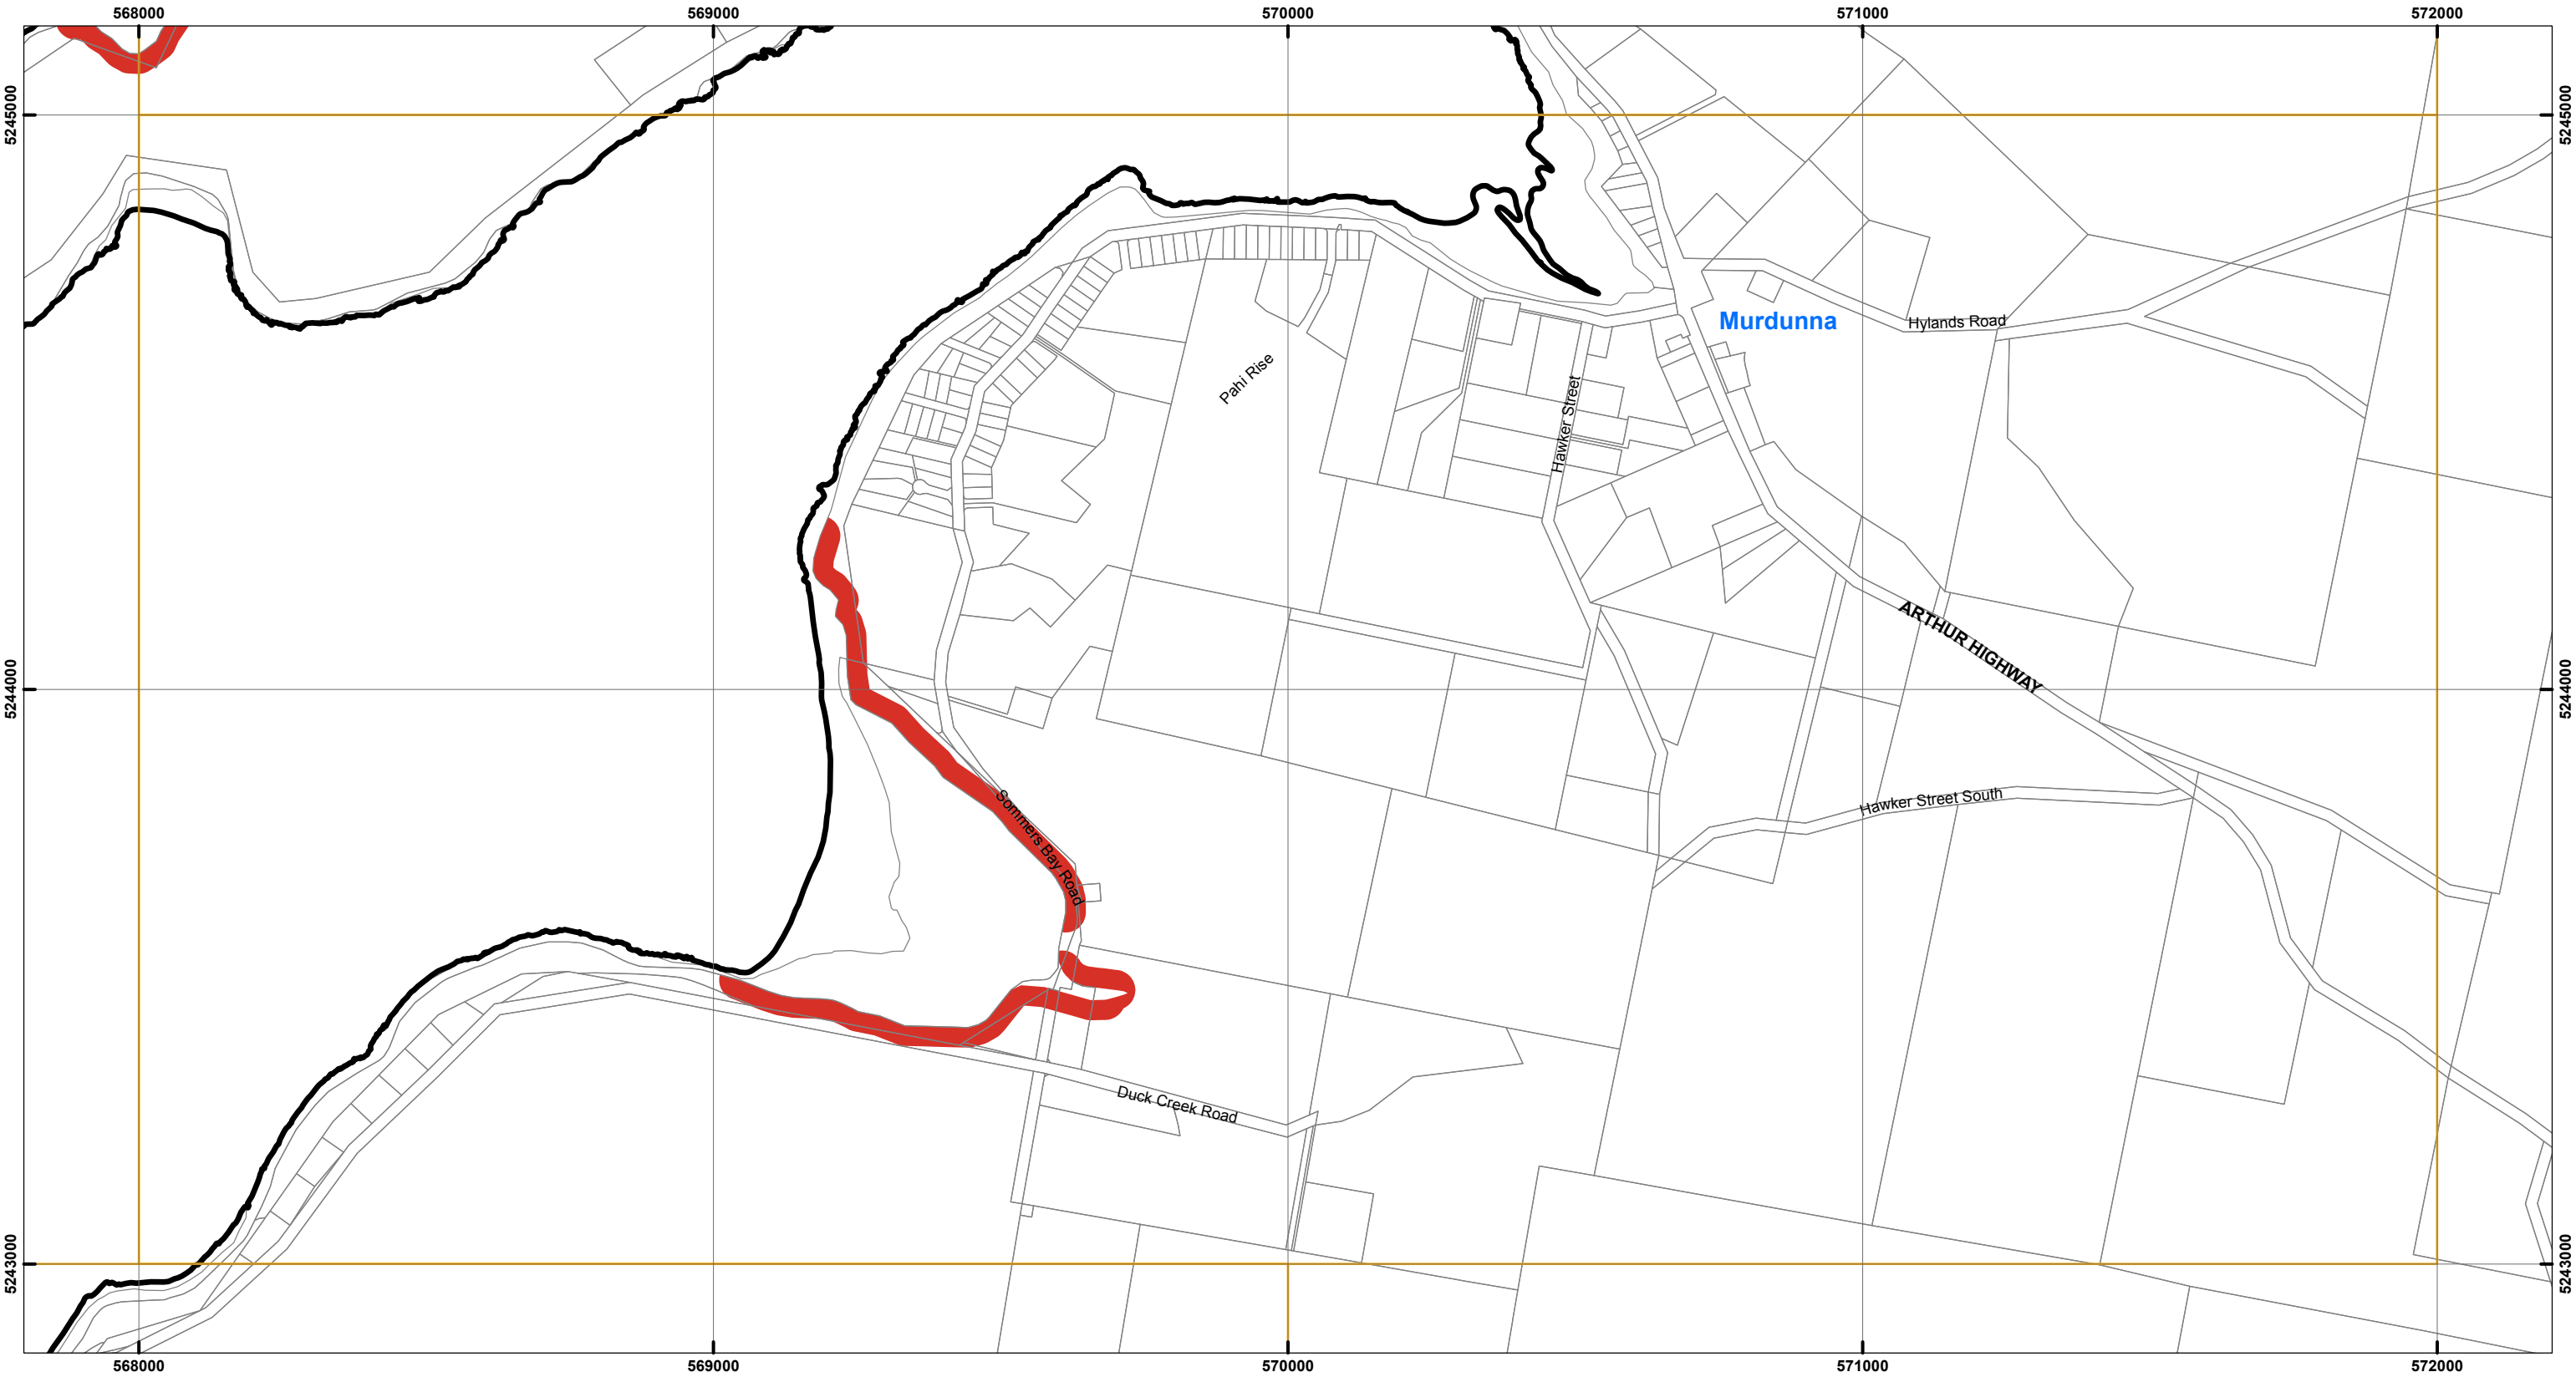 568000
569000
570000
571000
572000
5245000
5245000
Murdunna
Hylands Road
Pahi Rise
Hawker Street
ARTHUR HIGHWAY
5244000
5244000
Hawker Street South
Sommers Bay Road
Duck Creek Road
5243000
5243000
568000
569000
570000
571000
572000